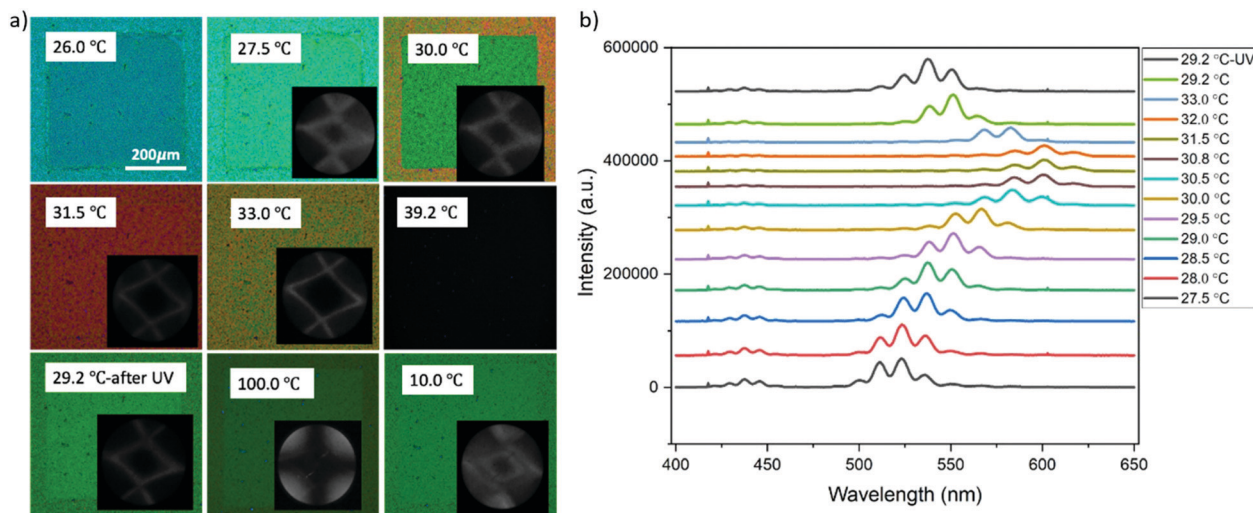 a)
26.0 °C
27.5 °C
30.0 °C
200μm
31.5 °C
33.0 °C
39.2 °C
29.2 °C-after UV
100.0 °C
10.0 °C
b)
600000
400000
200000
0
Intensity (a.u.)
400
450
500
550
600
650
Wavelength (nm)
29.2 °C-UV
29.2 °C
33.0 °C
32.0 °C
31.5 °C
30.8 °C
30.5 °C
30.0 °C
29.5 °C
29.0 °C
28.5 °C
28.0 °C
27.5 °C